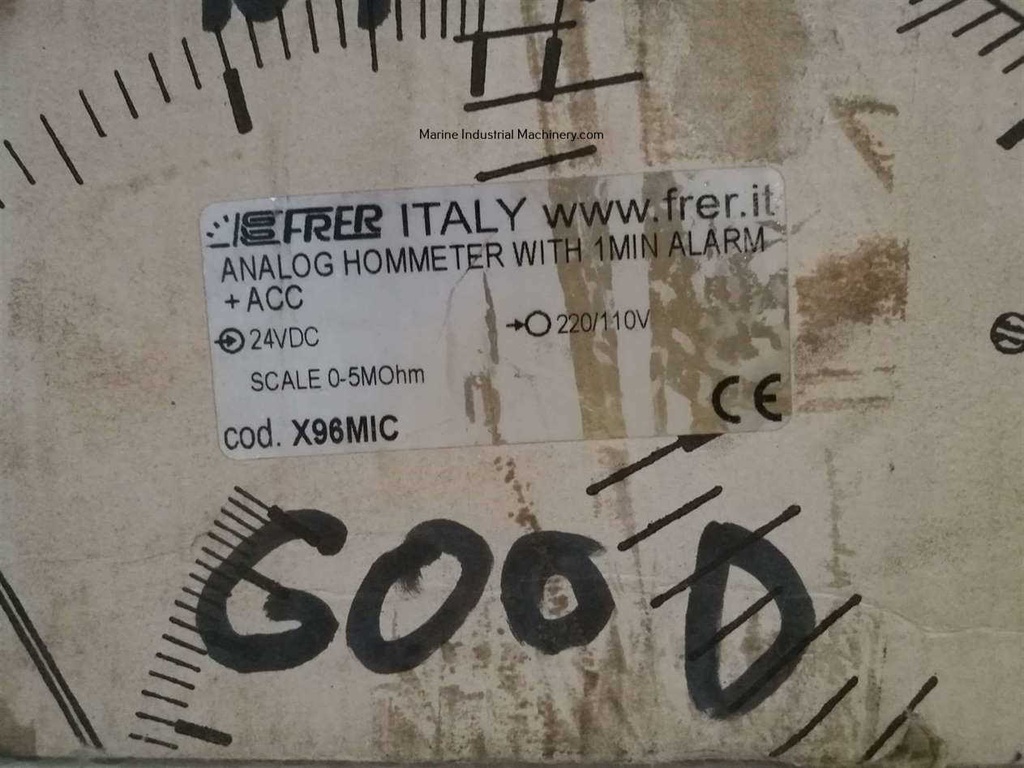 Marine Industrial Machinery.com
FRER ITALY www.frer.it
ANALOG HOMMETER WITH 1MIN ALARM
+ ACC
24VDC 220/110V
SCALE 0-5MOhm
CE
cod. X96MIC
GOOD